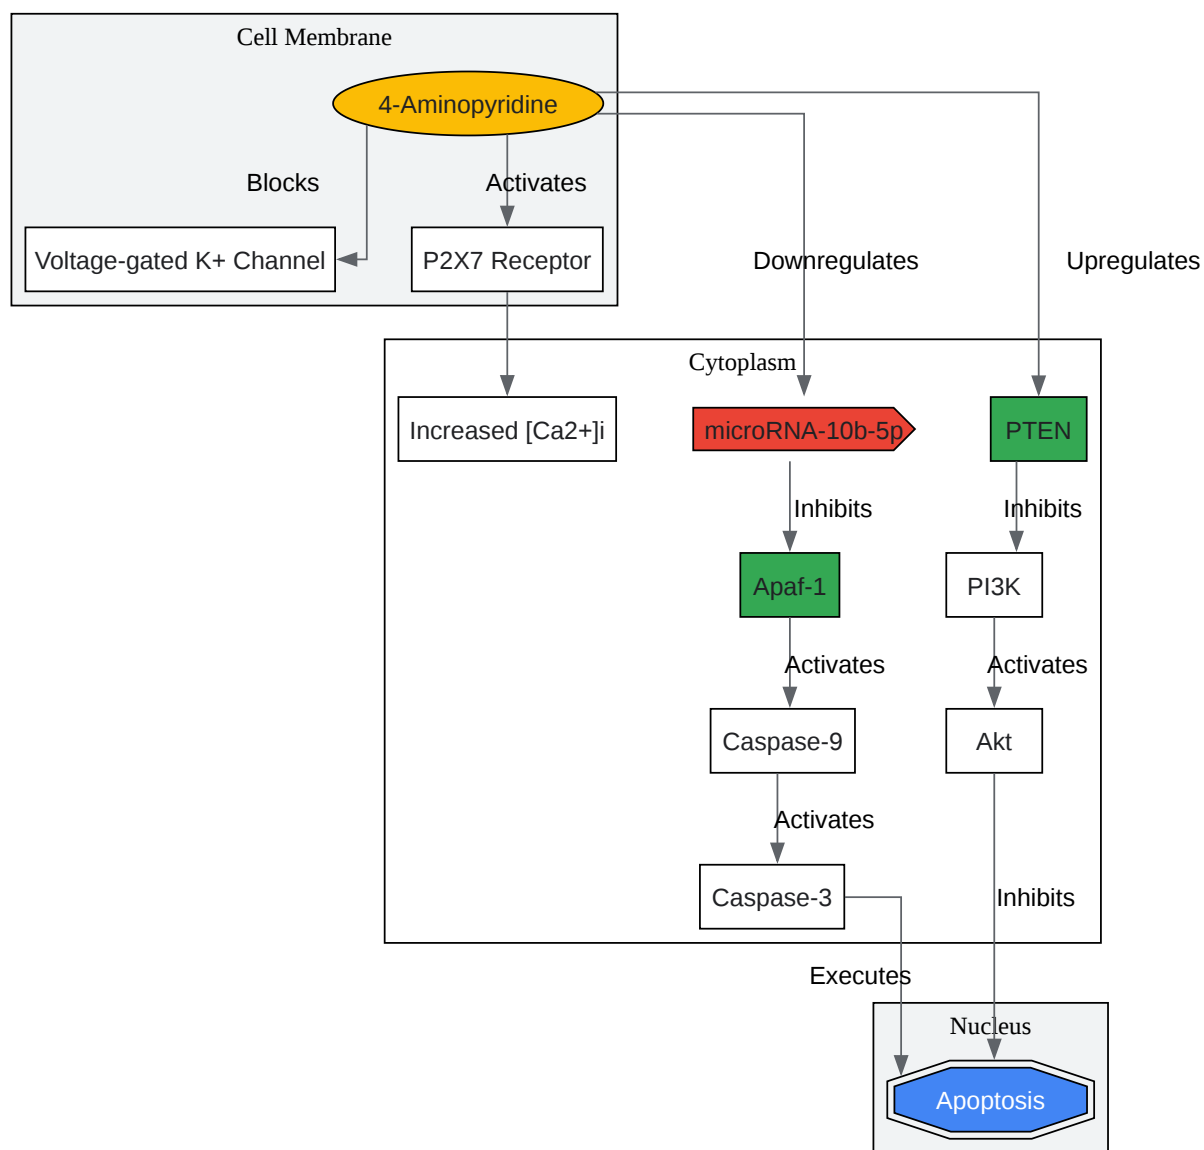 Cell Membrane
4-Aminopyridine
Blocks
Activates
Voltage-gated K+ Channel
P2X7 Receptor
Downregulates
Upregulates
Cytoplasm
Increased [Ca2+]i
microRNA-10b-5p
PTEN
Inhibits
Inhibits
Apaf-1
PI3K
Activates
Activates
Caspase-9
Akt
Activates
Caspase-3
Inhibits
Executes
Nucleus
Apoptosis